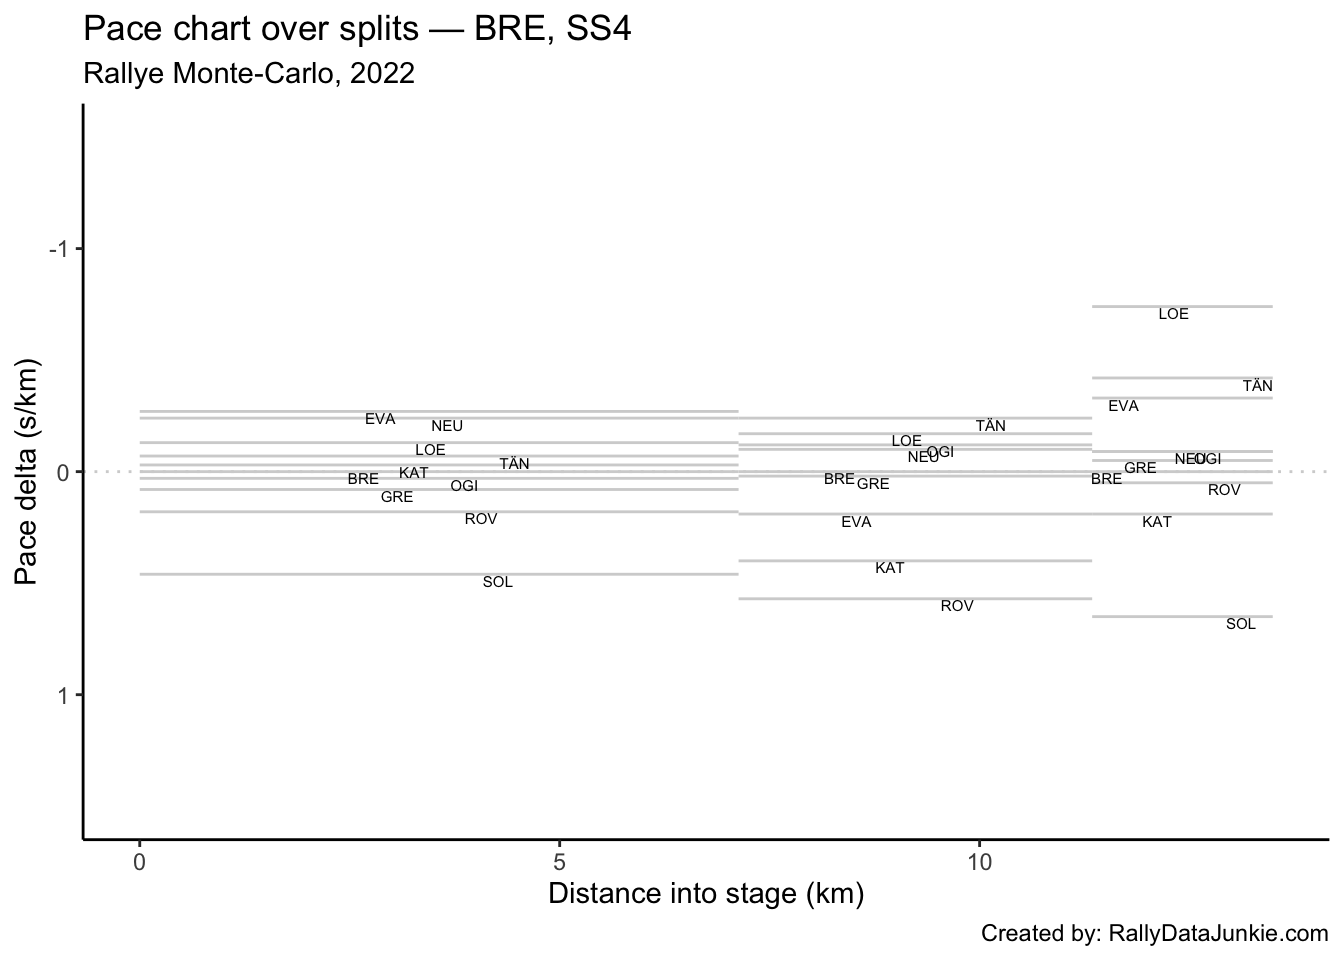 Pace chart over splits — BRE, SS4
Rallye Monte-Carlo, 2022
Pace delta (s/km)
-1
0
1
EVA
NEU
LOE
TÄN
KAT
BRE
OGI
GRE
ROV
SOL
TÄN
LOE
OGI
NEU
BRE
GRE
EVA
KAT
ROV
LOE
TÄN
EVA
NEU
OGI
GRE
BRE
ROV
KAT
SOL
0 5 10
Distance into stage (km)
Created by: RallyDataJunkie.com